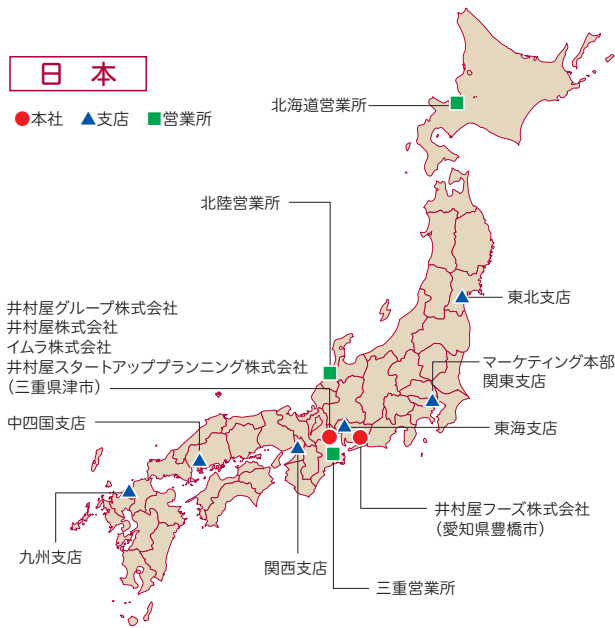 日本
●本社 ▲支店 ■営業所
北海道営業所
北陸営業所
東北支店
井村屋グループ株式会社
井村屋株式会社
イムラ株式会社
井村屋スタートアッププランニング株式会社
（三重県津市）
マーケティング本部
関東支店
中四国支店
東海支店
井村屋フーズ株式会社
（愛知県豊橋市）
九州支店
関西支店
三重営業所